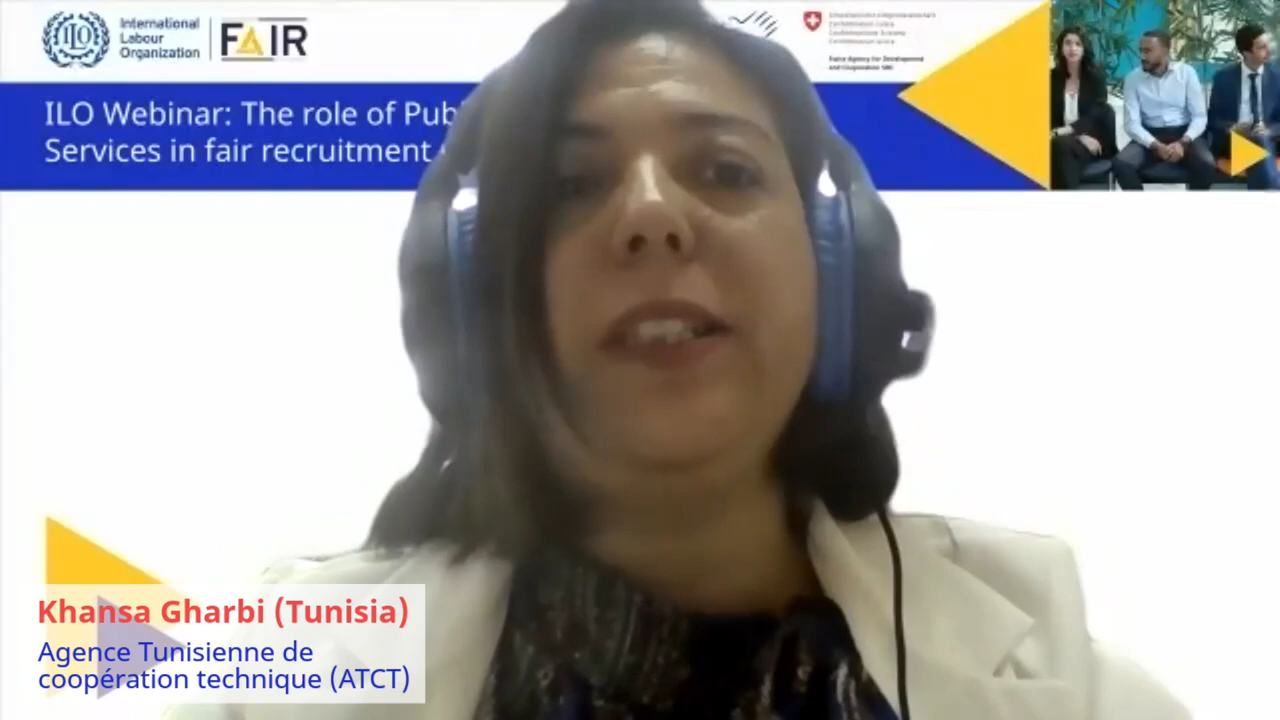 International
Labour
Organization
FAIR
ILO
ILO Webinar: The role of Pub
Services in fair recruitment
Khansa Gharbi (Tunisia)
Agence Tunisienne de
coopération technique (ATCT)